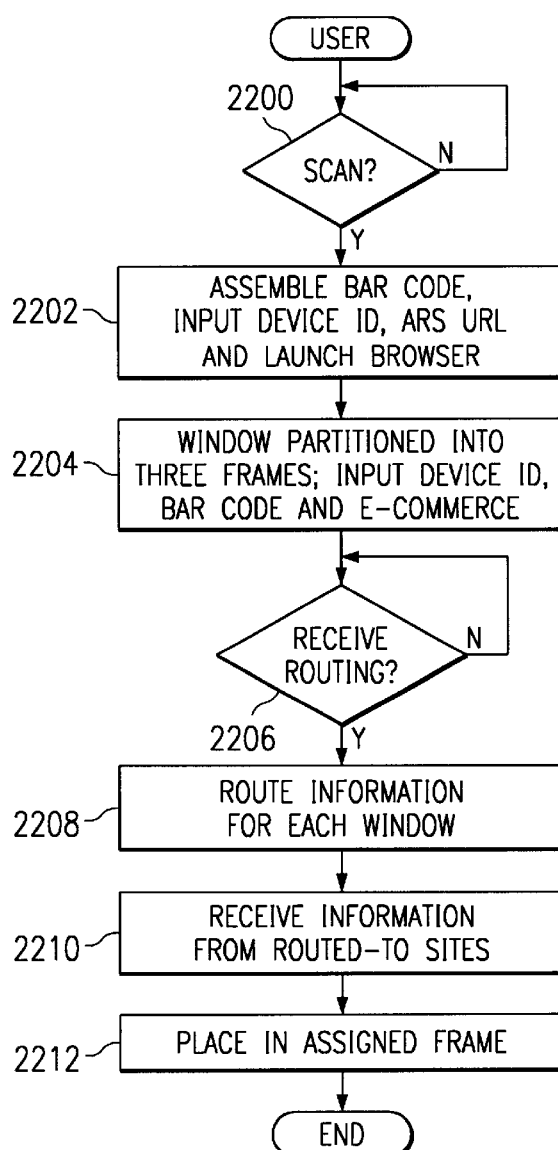 USER
2200
SCAN?
N
Y
2202
ASSEMBLE BAR CODE,
INPUT DEVICE ID, ARS URL
AND LAUNCH BROWSER
2204
WINDOW PARTITIONED INTO
THREE FRAMES; INPUT DEVICE ID,
BAR CODE AND E-COMMERCE
RECEIVE
ROUTING?
N
2206
Y
2208
ROUTE INFORMATION
FOR EACH WINDOW
2210
RECEIVE INFORMATION
FROM ROUTED-TO SITES
2212
PLACE IN ASSIGNED FRAME
END